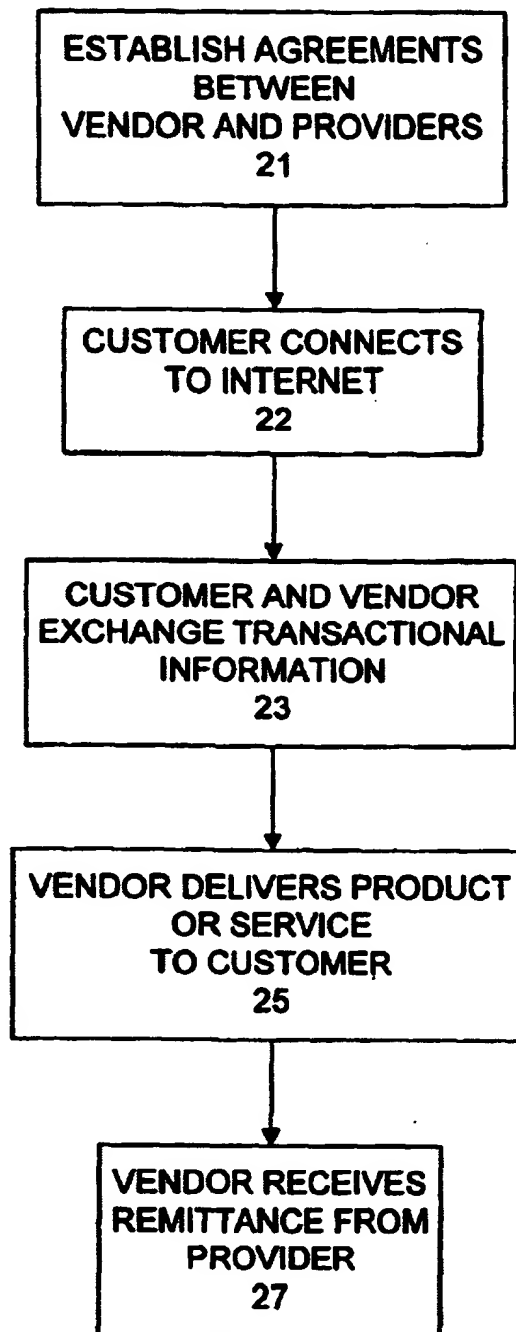 ESTABLISH AGREEMENTS
BETWEEN
VENDOR AND PROVIDERS
21
CUSTOMER CONNECTS
TO INTERNET
22
CUSTOMER AND VENDOR
EXCHANGE TRANSACTIONAL
INFORMATION
23
VENDOR DELIVERS PRODUCT
OR SERVICE
TO CUSTOMER
25
VENDOR RECEIVES
REMITTANCE FROM
PROVIDER
27